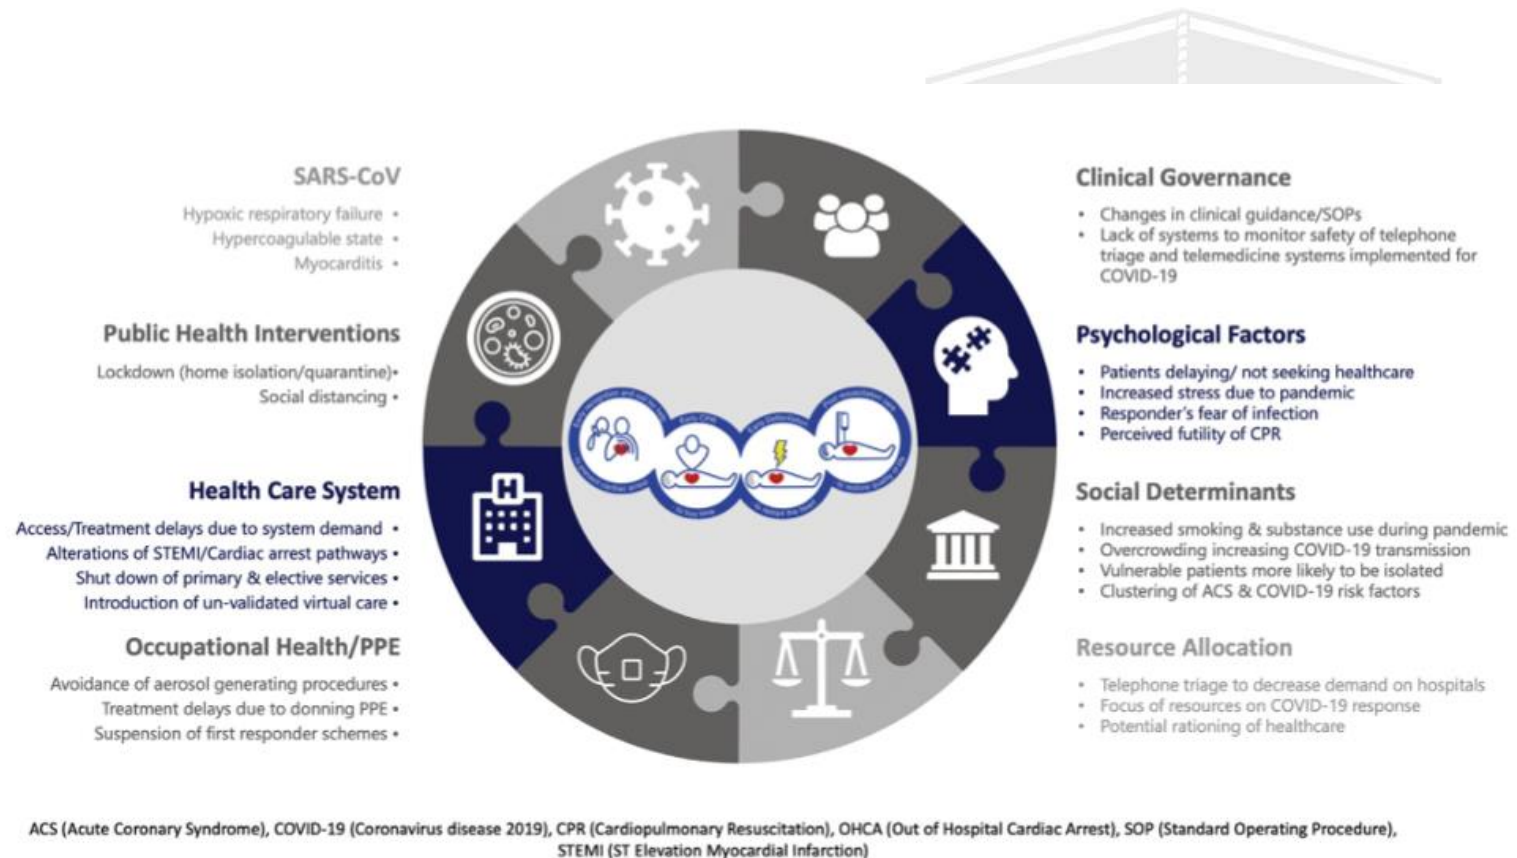 SARS-CoV
Hypoxic respiratory failure •
Hypercoagulable state •
Myocarditis •
Public Health Interventions
Lockdown (home isolation/quarantine)•
Social distancing •
Health Care System
Access/Treatment delays due to system demand •
Alterations of STEMI/Cardiac arrest pathways •
Shut down of primary & elective services •
Introduction of un-validated virtual care •
Occupational Health/PPE
Avoidance of aerosol generating procedures •
Treatment delays due to donning PPE •
Suspension of first responder schemes •
H
Clinical Governance
• Changes in clinical guidance/SOPs
• Lack of systems to monitor safety of telephone
triage and telemedicine systems implemented for
COVID-19
Psychological Factors
• Patients delaying/ not seeking healthcare
• Increased stress due to pandemic
• Responder's fear of infection
• Perceived futility of CPR
Social Determinants
• Increased smoking & substance use during pandemic
• Overcrowding increasing COVID-19 transmission
• Vulnerable patients more likely to be isolated
• Clustering of ACS & COVID-19 risk factors
Resource Allocation
• Telephone triage to decrease demand on hospitals
• Focus of resources on COVID-19 response
• Potential rationing of healthcare
ACS (Acute Coronary Syndrome), COVID-19 (Coronavirus disease 2019), CPR (Cardiopulmonary Resuscitation), OHCA (Out of Hospital Cardiac Arrest), SOP (Standard Operating Procedure),
STEMI (ST Elevation Myocardial Infarction)